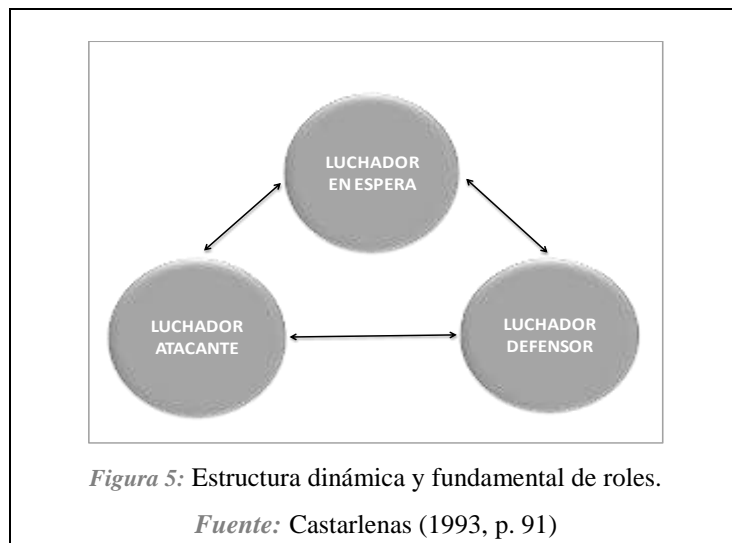 LUCHADOR
EN ESPERA
LUCHADOR
ATACANTE
LUCHADOR
DEFENSOR
Figura 5: Estructura dinámica y fundamental de roles.
Fuente: Castarlenas (1993, p. 91)